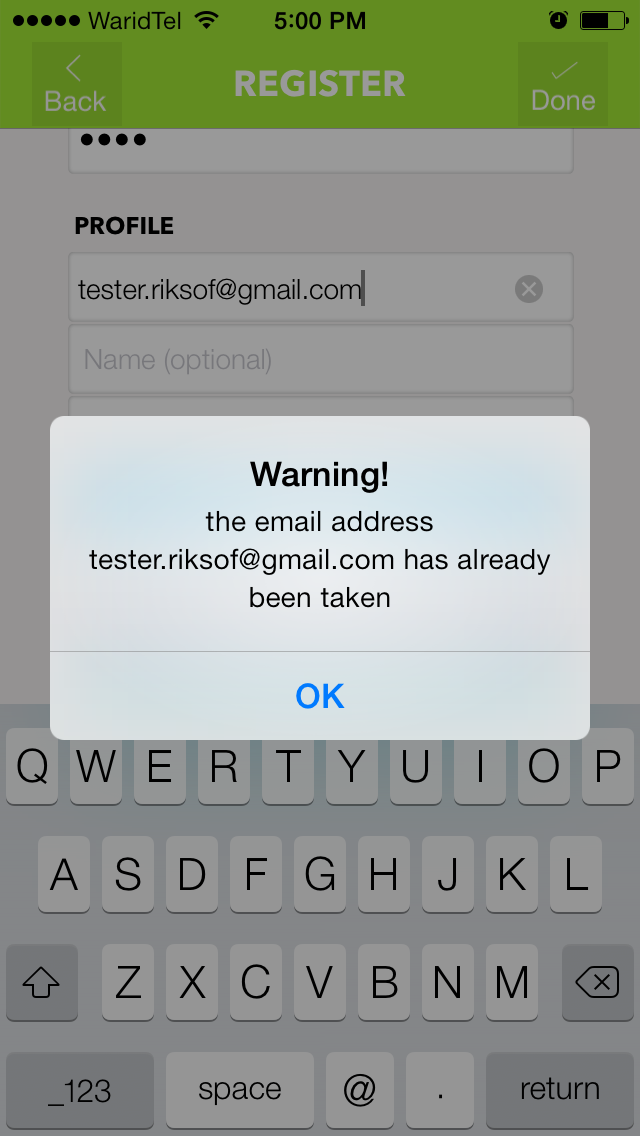 WaridTel 5:00 PM
Back REGISTER Done
••••
PROFILE
tester.riksof@gmail.com
Name (optional)
Warning!
the email address
tester.riksof@gmail.com has already
been taken
OK
Q W E R T Y U I O P
A S D F G H J K L
Z X C V B N M
_123 space @ . return